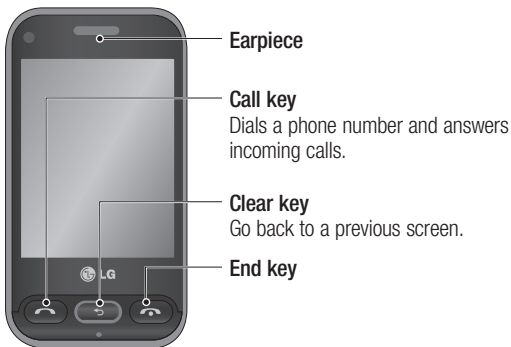 Earpiece
Call key
Dials a phone number and answers
incoming calls.
Clear key
Go back to a previous screen.
LG
End key